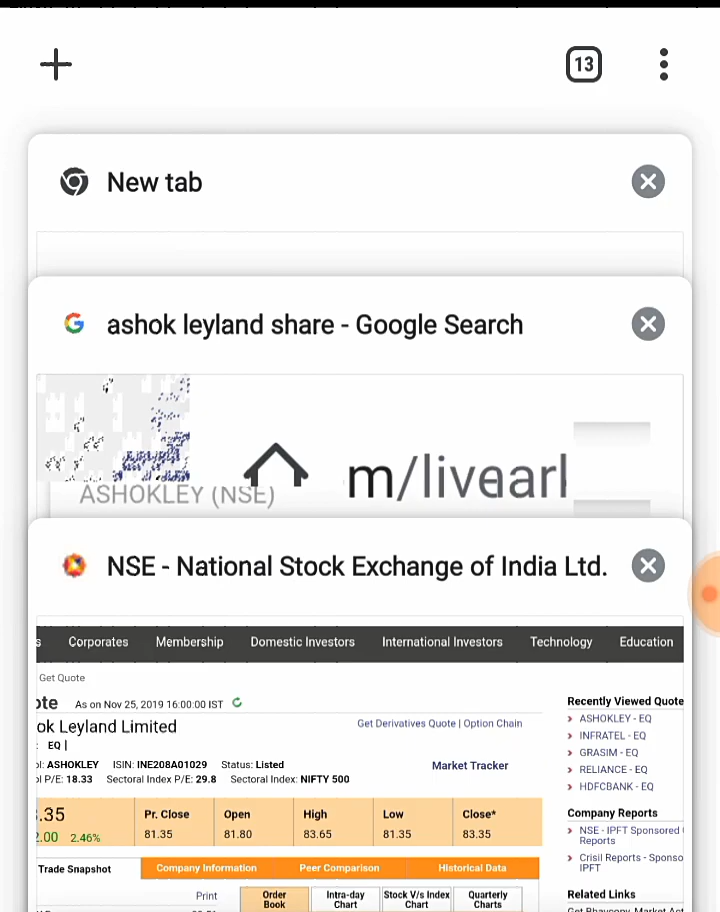 13
New tab
ashok leyland share - Google Search
m/livearl
ASHOKLEY (NSE)
NSE - National Stock Exchange of India Ltd.
s Corporates Membership Domestic Investors International Investors Technology Education
Get Quote
ote As on Nov 25, 2019 16:00:00 IST
ok Leyland Limited
Get Derivatives Quote | Option Chain
: EQ |
ol: ASHOKLEY ISIN: INE208A01029 Status: Listed
Market Tracker
ol P/E: 18.33 Sectoral Index P/E: 29.8 Sectoral Index: NIFTY 500
.35 Pr. Close Open High Low Close*
2.00 2.46% 81.35 81.80 83.65 81.35 83.35
Trade Snapshot Company Information Peer Comparison Historical Data
Print Order Book Intra-day Chart Stock V/s Index Chart Quarterly Charts
Recently Viewed Quote
ASHOKLEY - EQ
INFRATEL - EQ
GRASIM - EQ
RELIANCE - EQ
HDFCBANK - EQ
Company Reports
NSE - IPFT Sponsored
Reports
Crisil Reports - Sponso
IPFT
Related Links